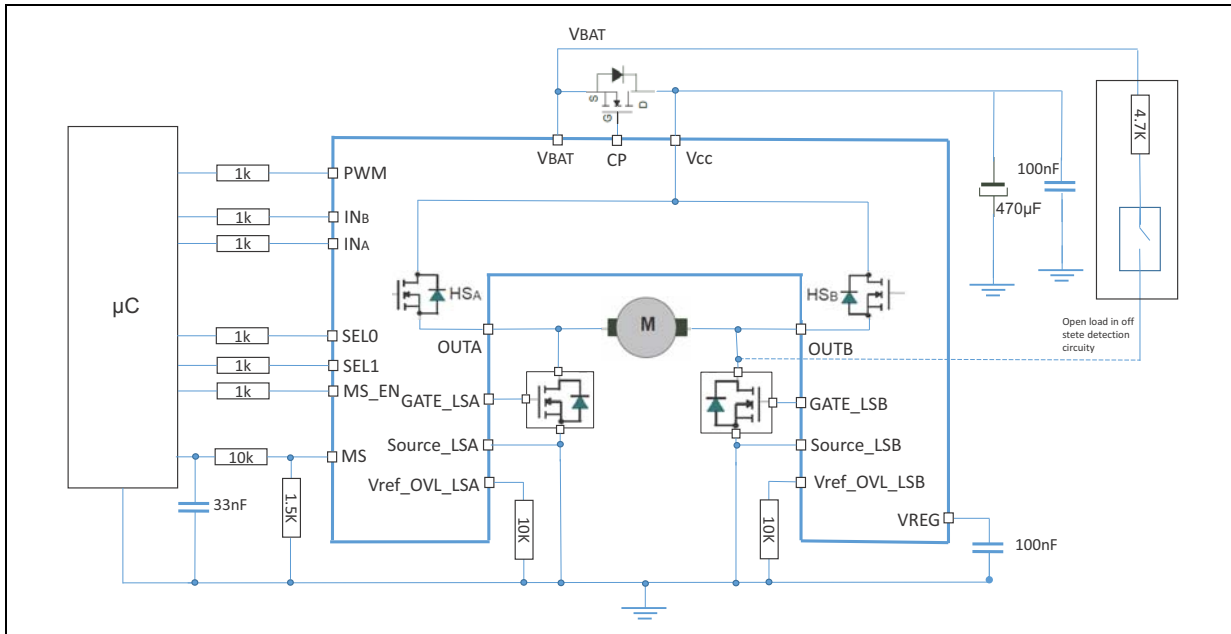 VBAT
S
D
G
4.7K
VBAT
CP
Vcc
100nF
470µF
1k
PWM
1k
INB
1k
INA
HSA
HSB
µC
M
OUTA
OUTB
Open load in off
stete detection
circuity
1k
SEL0
1k
SEL1
1k
MS_EN
GATE_LSA
GATE_LSB
Source_LSA
Source_LSB
10k
MS
Vref_OVL_LSA
Vref_OVL_LSB
33nF
1.5K
10K
10K
VREG
100nF